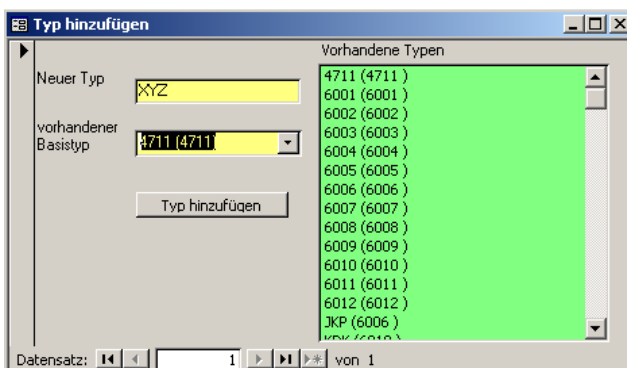 Typ hinzufügen
Vorhandene Typen
Neuer Typ
XYZ
vorhandener
Basistyp
4711 (4711)
Typ hinzufügen
4711 (4711 )
6001 (6001 )
6002 (6002 )
6003 (6003 )
6004 (6004 )
6005 (6005 )
6006 (6006 )
6007 (6007 )
6008 (6008 )
6009 (6009 )
6010 (6010 )
6011 (6011 )
6012 (6012 )
JKP (6006 )
Datensatz: 1 von 1